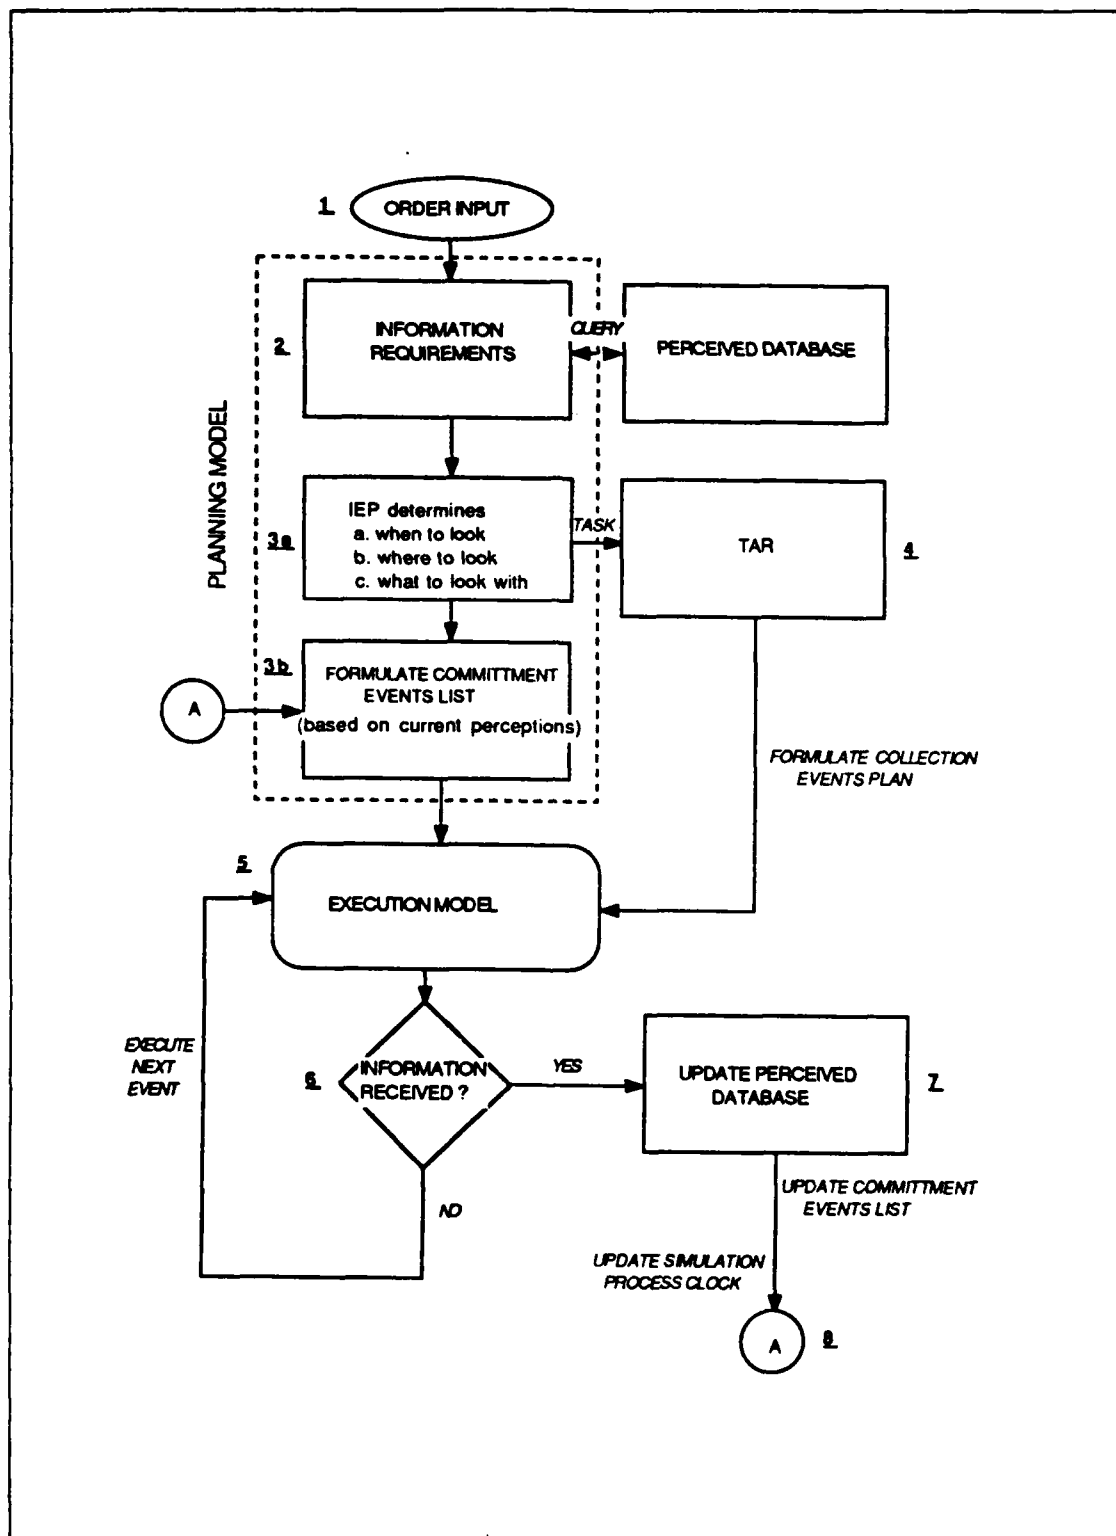 1
ORDER INPUT
2
INFORMATION
REQUIREMENTS
QUERY
PERCEIVED DATABASE
PLANNING MODEL
3a
IEP determines
a. when to look
b. where to look
c. what to look with
TASK
TAR
4
3b
FORMULATE COMMITTMENT
EVENTS LIST
(based on current perceptions)
A
FORMULATE COLLECTION
EVENTS PLAN
5
EXECUTION MODEL
EXECUTE
NEXT
EVENT
6
INFORMATION
RECEIVED ?
YES
UPDATE PERCEIVED
DATABASE
7
NO
UPDATE COMMITTMENT
EVENTS LIST
UPDATE SIMULATION
PROCESS CLOCK
A
8